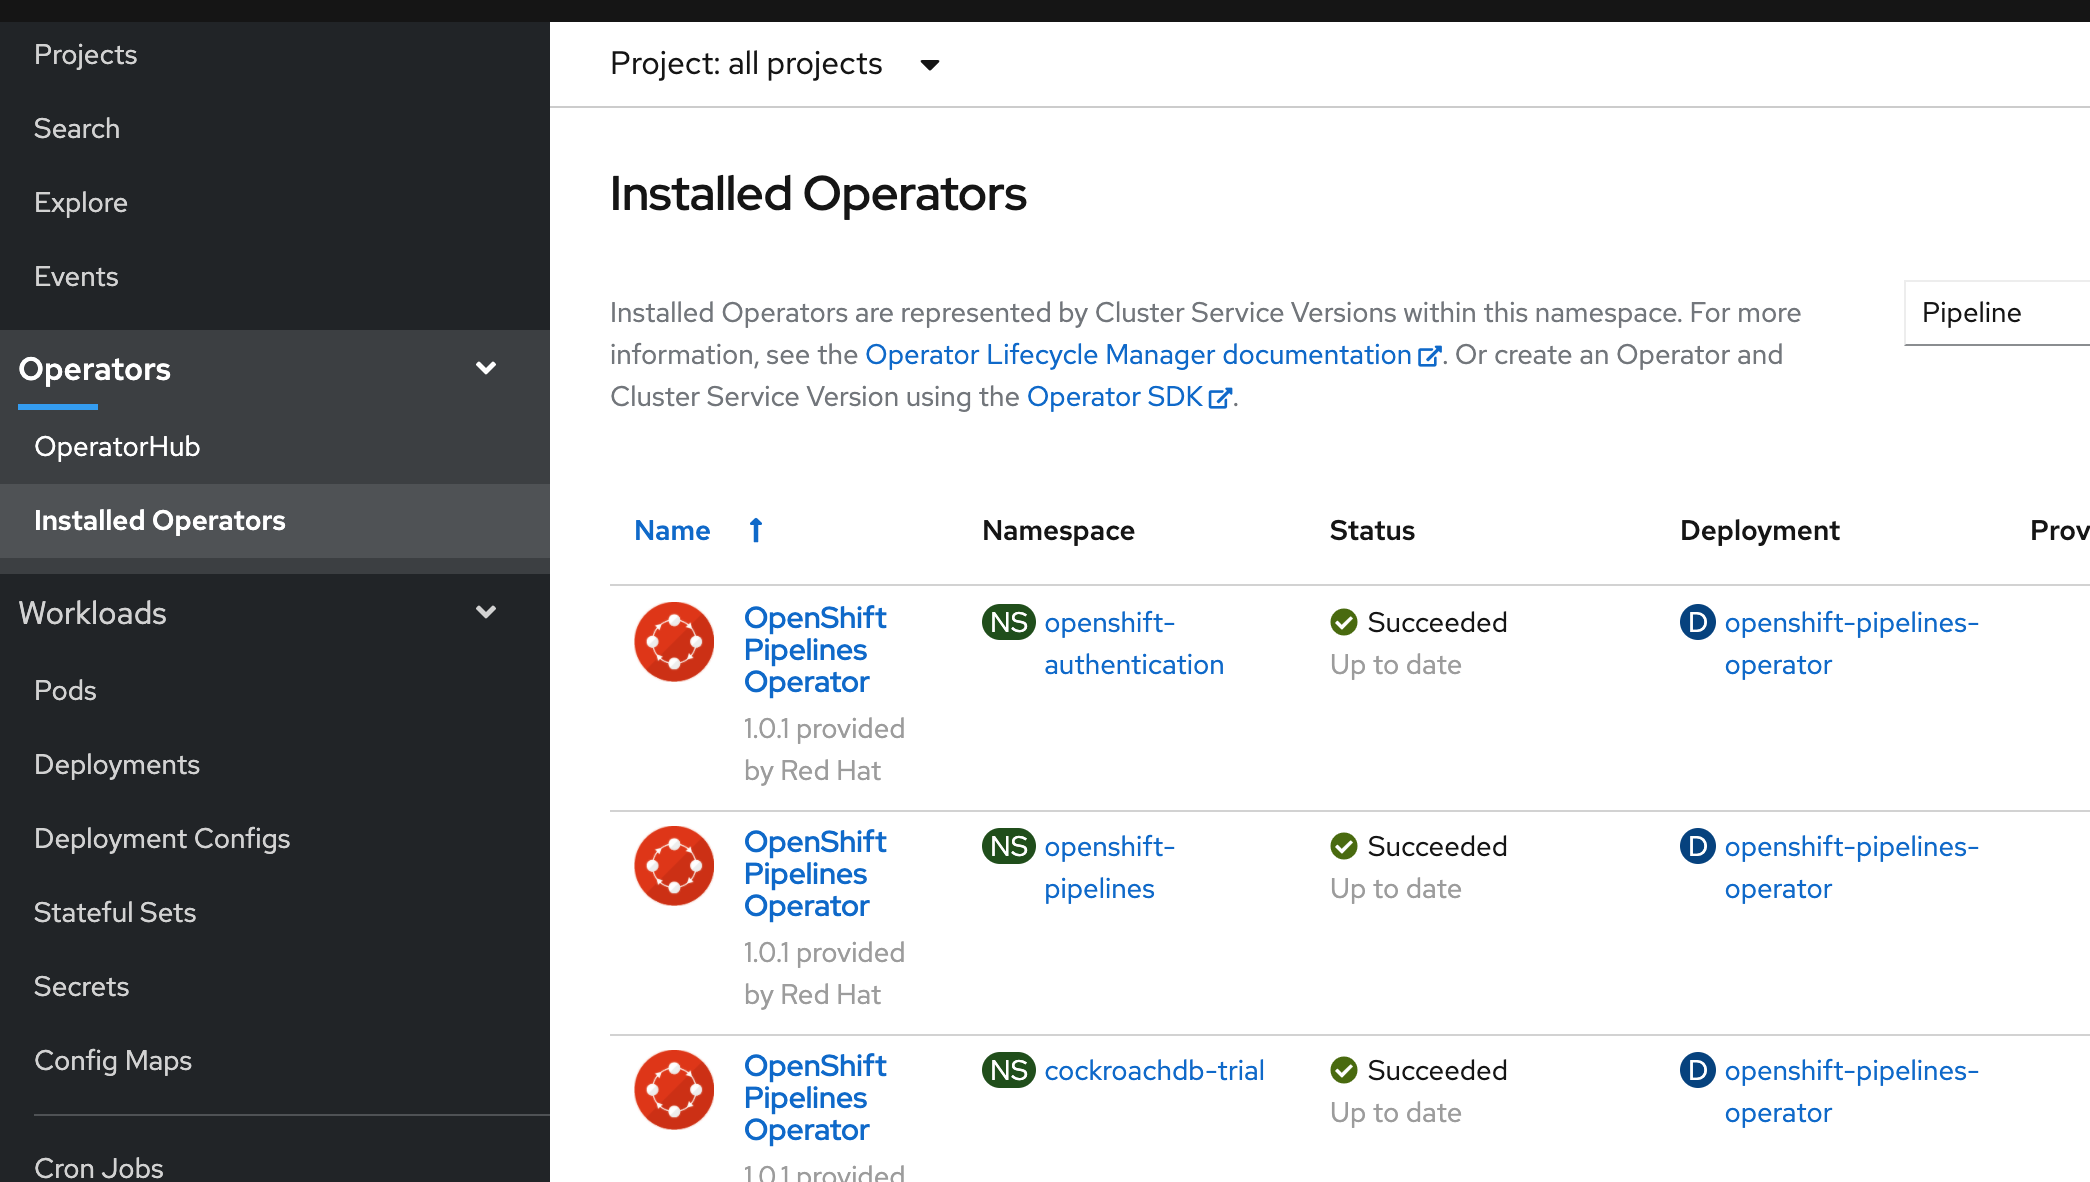 Projects
Search
Explore
Events
Operators
OperatorHub
Installed Operators
Workloads
Pods
Deployments
Deployment Configs
Stateful Sets
Secrets
Config Maps
Cron Jobs
Project: all projects
Installed Operators
Installed Operators are represented by Cluster Service Versions within this namespace. For more
information, see the Operator Lifecycle Manager documentation. Or create an Operator and
Cluster Service Version using the Operator SDK.
Pipeline
Name Namespace Status Deployment Prov
OpenShift
Pipelines
Operator
1.0.1 provided
by Red Hat
NS openshift-
authentication
Succeeded
Up to date
D openshift-pipelines-
operator
OpenShift
Pipelines
Operator
1.0.1 provided
by Red Hat
NS openshift-
pipelines
Succeeded
Up to date
D openshift-pipelines-
operator
OpenShift
Pipelines
Operator
1.0.1 provided
NS cockroachdb-trial
Succeeded
Up to date
D openshift-pipelines-
operator